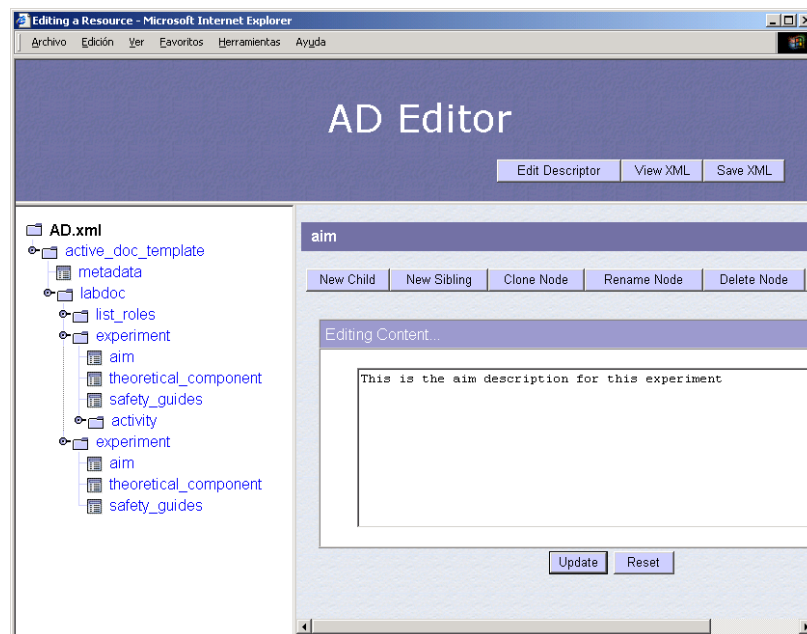 Editing a Resource - Microsoft Internet Explorer
Archivo Edición Ver Favoritos Herramientas Ayuda
AD Editor
Edit Descriptor View XML Save XML
AD.xml
active_doc_template
metadata
labdoc
list_roles
experiment
aim
theoretical_component
safety_guides
activity
experiment
aim
theoretical_component
safety_guides
aim
New Child New Sibling Clone Node Rename Node Delete Node
Editing Content...
This is the aim description for this experiment
Update Reset